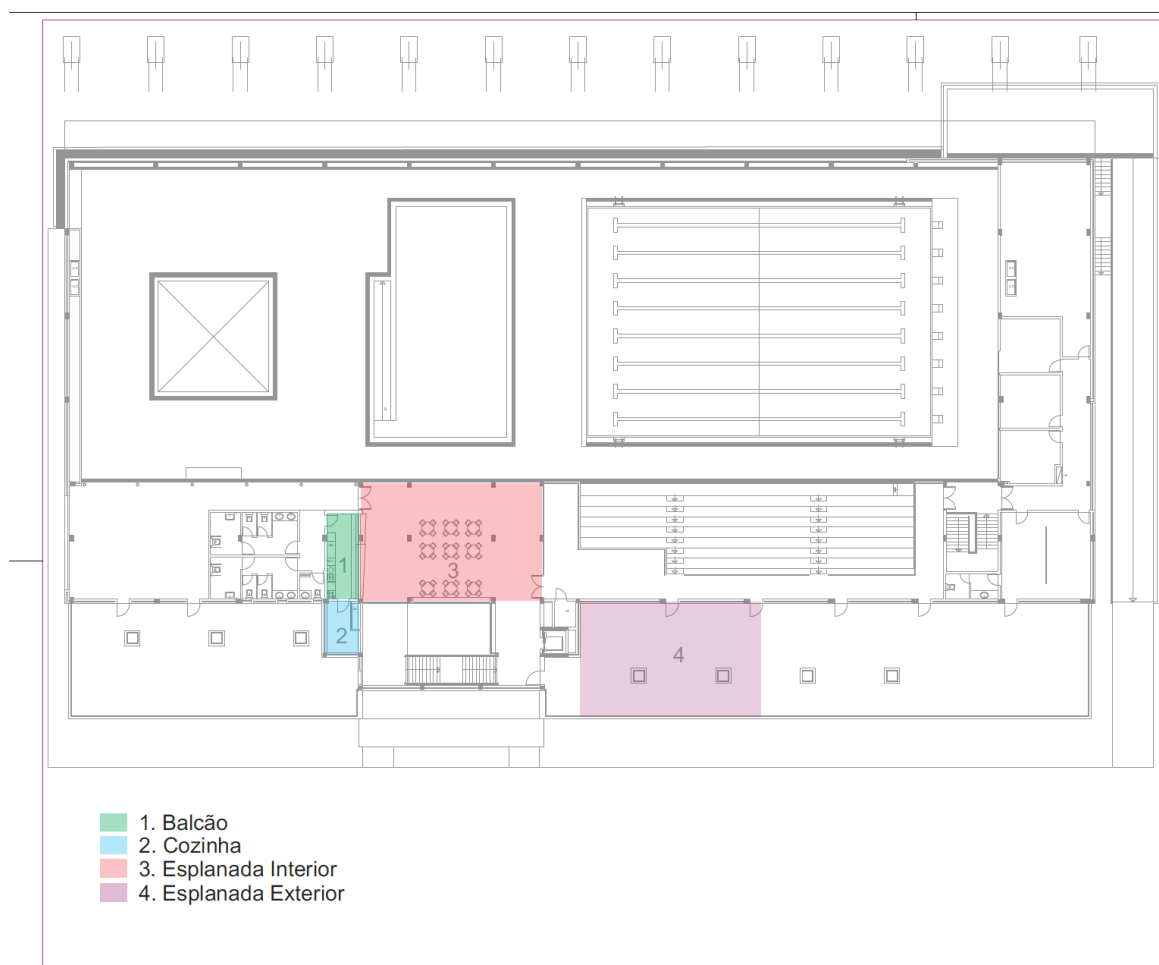 1
2
3
4
1. Balcão
2. Cozinha
3. Esplanada Interior
4. Esplanada Exterior